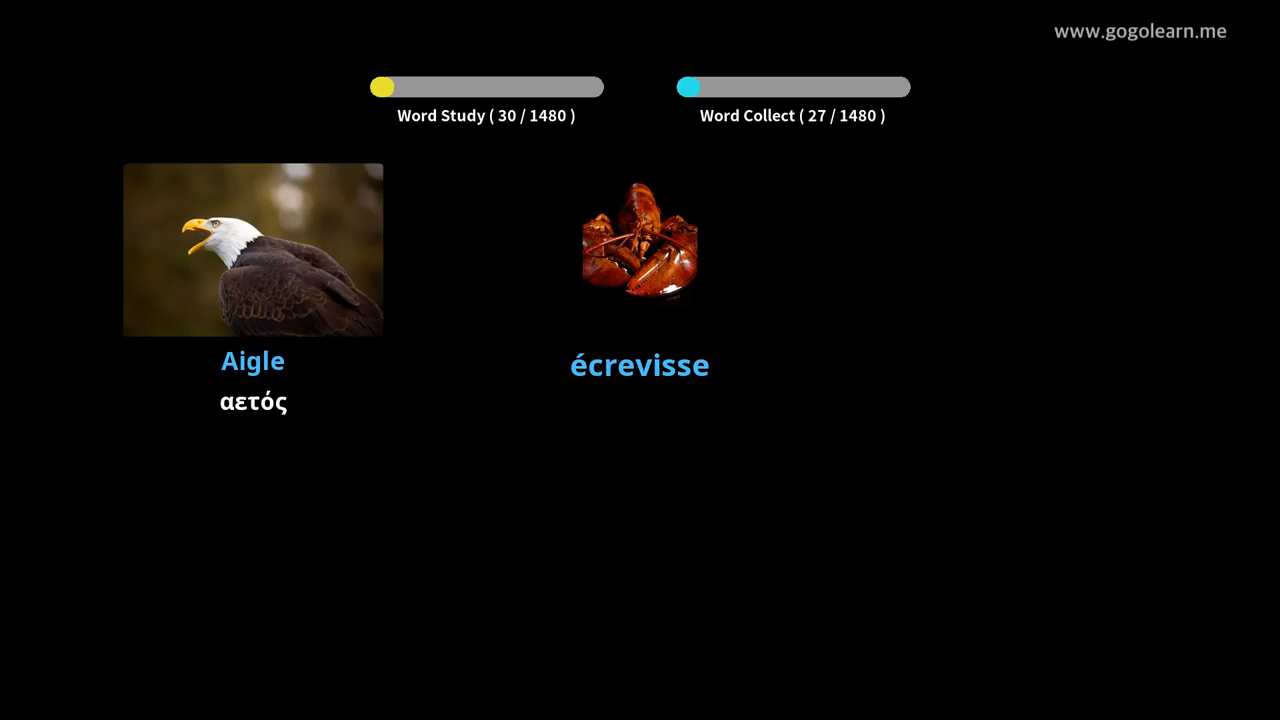 www.gogolearn.me
Word Study ( 30 / 1480 )
Word Collect ( 27 / 1480 )
Aigle
αετός
écrevisse